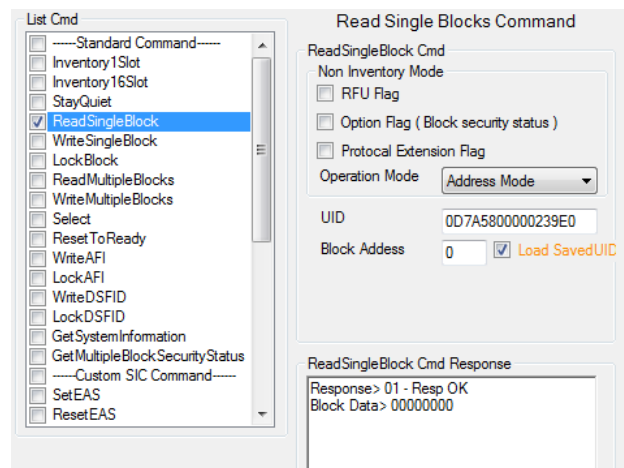 List Cmd
------Standard Command------
Inventory1Slot
Inventory16Slot
StayQuiet
ReadSingleBlock
WriteSingleBlock
LockBlock
ReadMultipleBlocks
WriteMultipleBlocks
Select
ResetToReady
WriteAFI
LockAFI
WriteDSFID
LockDSFID
GetSystemInformation
GetMultipleBlockSecurityStatus
------Custom SIC Command------
SetEAS
ResetEAS
Read Single Blocks Command
ReadSingleBlock Cmd
Non Inventory Mode
RFU Flag
Option Flag ( Block security status )
Protocal Extension Flag
Operation Mode Address Mode
UID 0D7A5800000239E0
Block Addess 0 Load SavedUID
ReadSingleBlock Cmd Response
Response> 01 - Resp OK
Block Data> 00000000